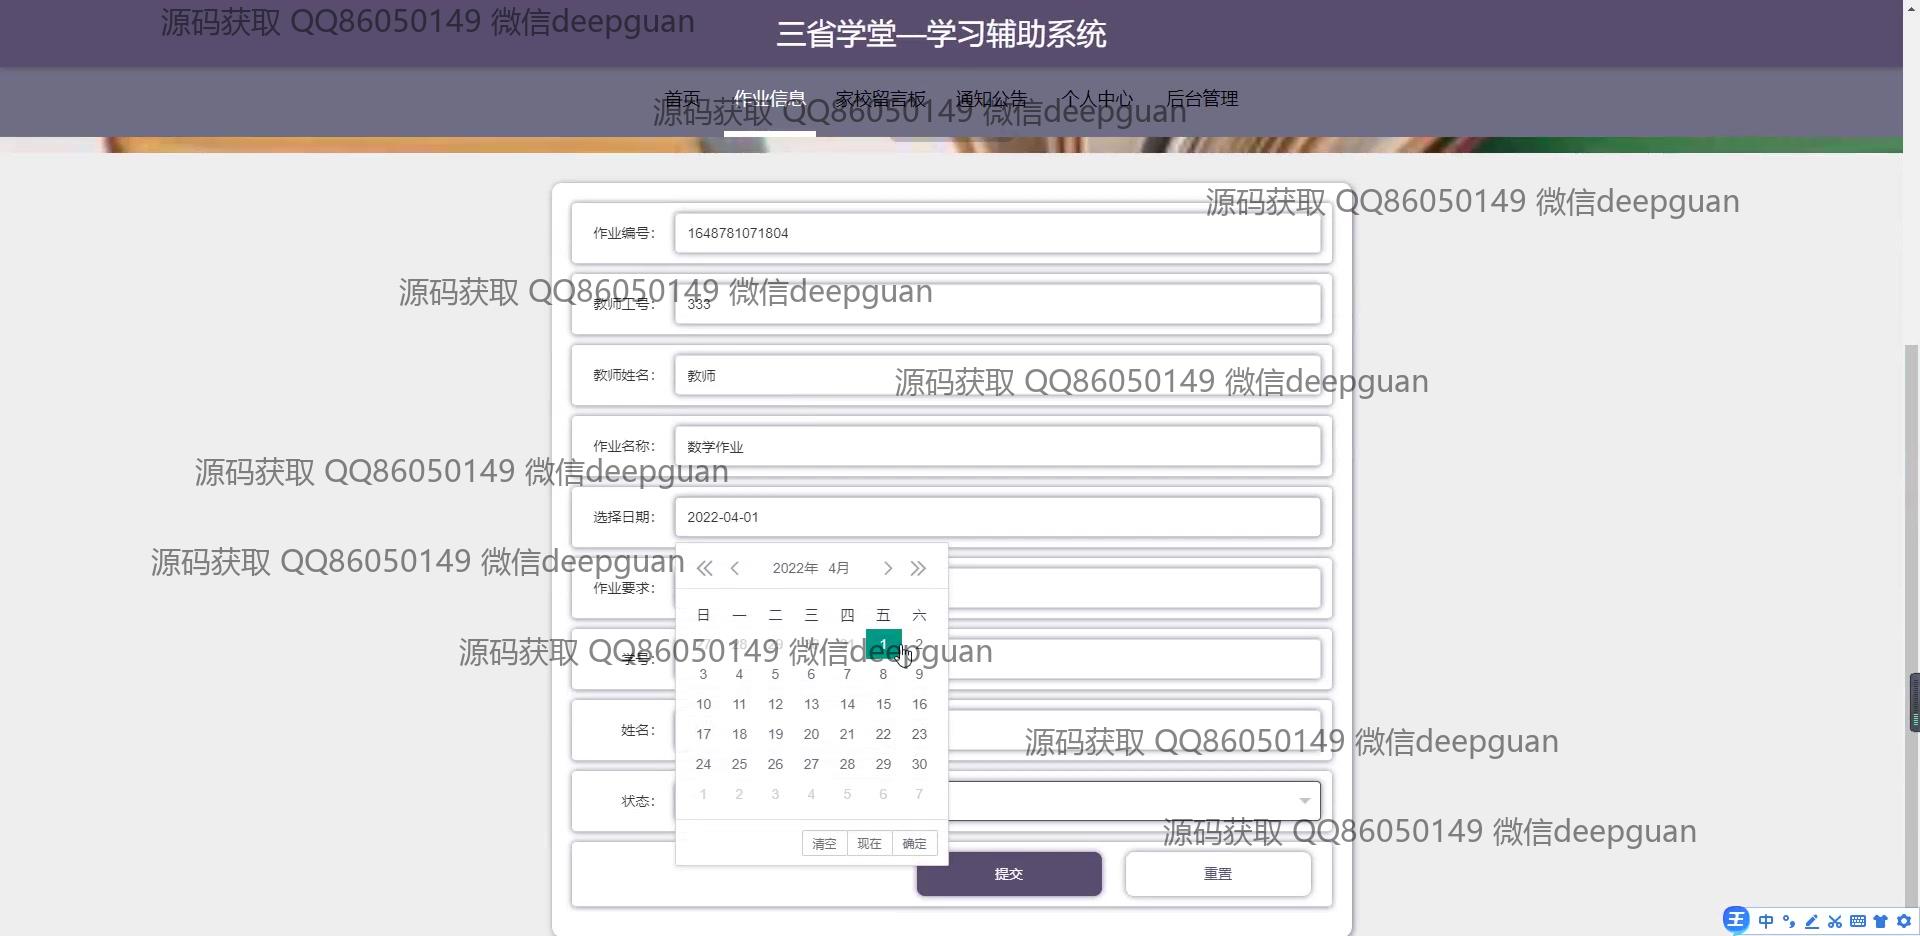 源码获取 QQ86050149 微信deepguan
三省学堂—学习辅助系统
首页 作业信息 家校留言板 通知公告 个人中心 后台管理
源码获取 QQ86050149 微信deepguan
源码获取 QQ86050149 微信deepguan
作业编号： 1648781071804
源码获取 QQ86050149 微信deepguan
教师工号： 333
教师姓名： 教师
源码获取 QQ86050149 微信deepguan
作业名称： 数学作业
源码获取 QQ86050149 微信deepguan
选择日期： 2022-04-01
源码获取 QQ86050149 微信deepguan
2022年 4月
作业要求：
日 一 二 三 四 五 六
28 29 1 2
源码获取 QQ86050149 微信deepguan
学号：
3 4 5 6 7 8 9
10 11 12 13 14 15 16
17 18 19 20 21 22 23
姓名：
源码获取 QQ86050149 微信deepguan
24 25 26 27 28 29 30
1 2 3 4 5 6 7
状态：
源码获取 QQ86050149 微信deepguan
清空 现在 确定
提交 重置
王 中